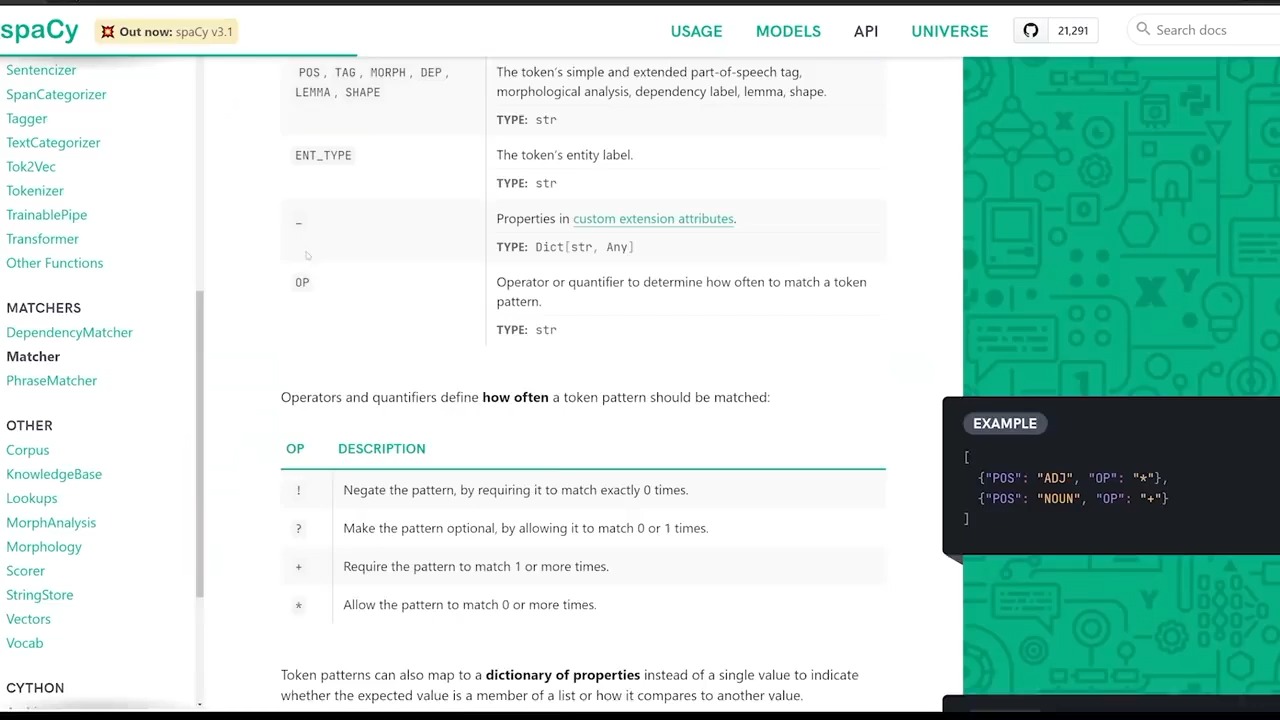 spaCy
Out now: spaCy v3.1
USAGE
MODELS
API
UNIVERSE
21,291
Search docs
Sentencizer
SpanCategorizer
Tagger
TextCategorizer
Tok2Vec
Tokenizer
TrainablePipe
Transformer
Other Functions
MATCHERS
DependencyMatcher
Matcher
PhraseMatcher
OTHER
Corpus
KnowledgeBase
Lookups
MorphAnalysis
Morphology
Scorer
StringStore
Vectors
Vocab
CYTHON
POS, TAG, MORPH, DEP,
LEMMA, SHAPE
The token's simple and extended part-of-speech tag,
morphological analysis, dependency label, lemma, shape.
TYPE: str
ENT_TYPE
The token's entity label.
TYPE: str
_
Properties in custom extension attributes.
TYPE: Dict[str, Any]
OP
Operator or quantifier to determine how often to match a token
pattern.
TYPE: str
Operators and quantifiers define how often a token pattern should be matched:
OP DESCRIPTION
! Negate the pattern, by requiring it to match exactly 0 times.
? Make the pattern optional, by allowing it to match 0 or 1 times.
+ Require the pattern to match 1 or more times.
* Allow the pattern to match 0 or more times.
Token patterns can also map to a dictionary of properties instead of a single value to indicate
whether the expected value is a member of a list or how it compares to another value.
EXAMPLE
[
{"POS": "ADJ", "OP": "*"},
{"POS": "NOUN", "OP": "+"}
]